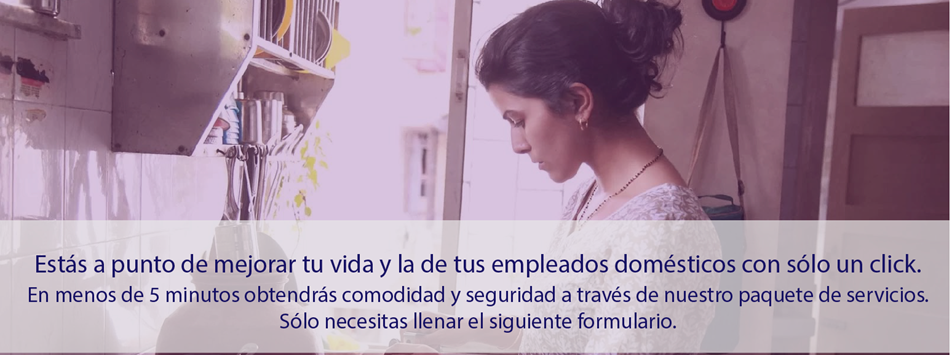 Estás a punto de mejorar tu vida y la de tus empleados domésticos con sólo un click.
En menos de 5 minutos obtendrás comodidad y seguridad a través de nuestro paquete de servicios.
Sólo necesitas llenar el siguiente formulario.